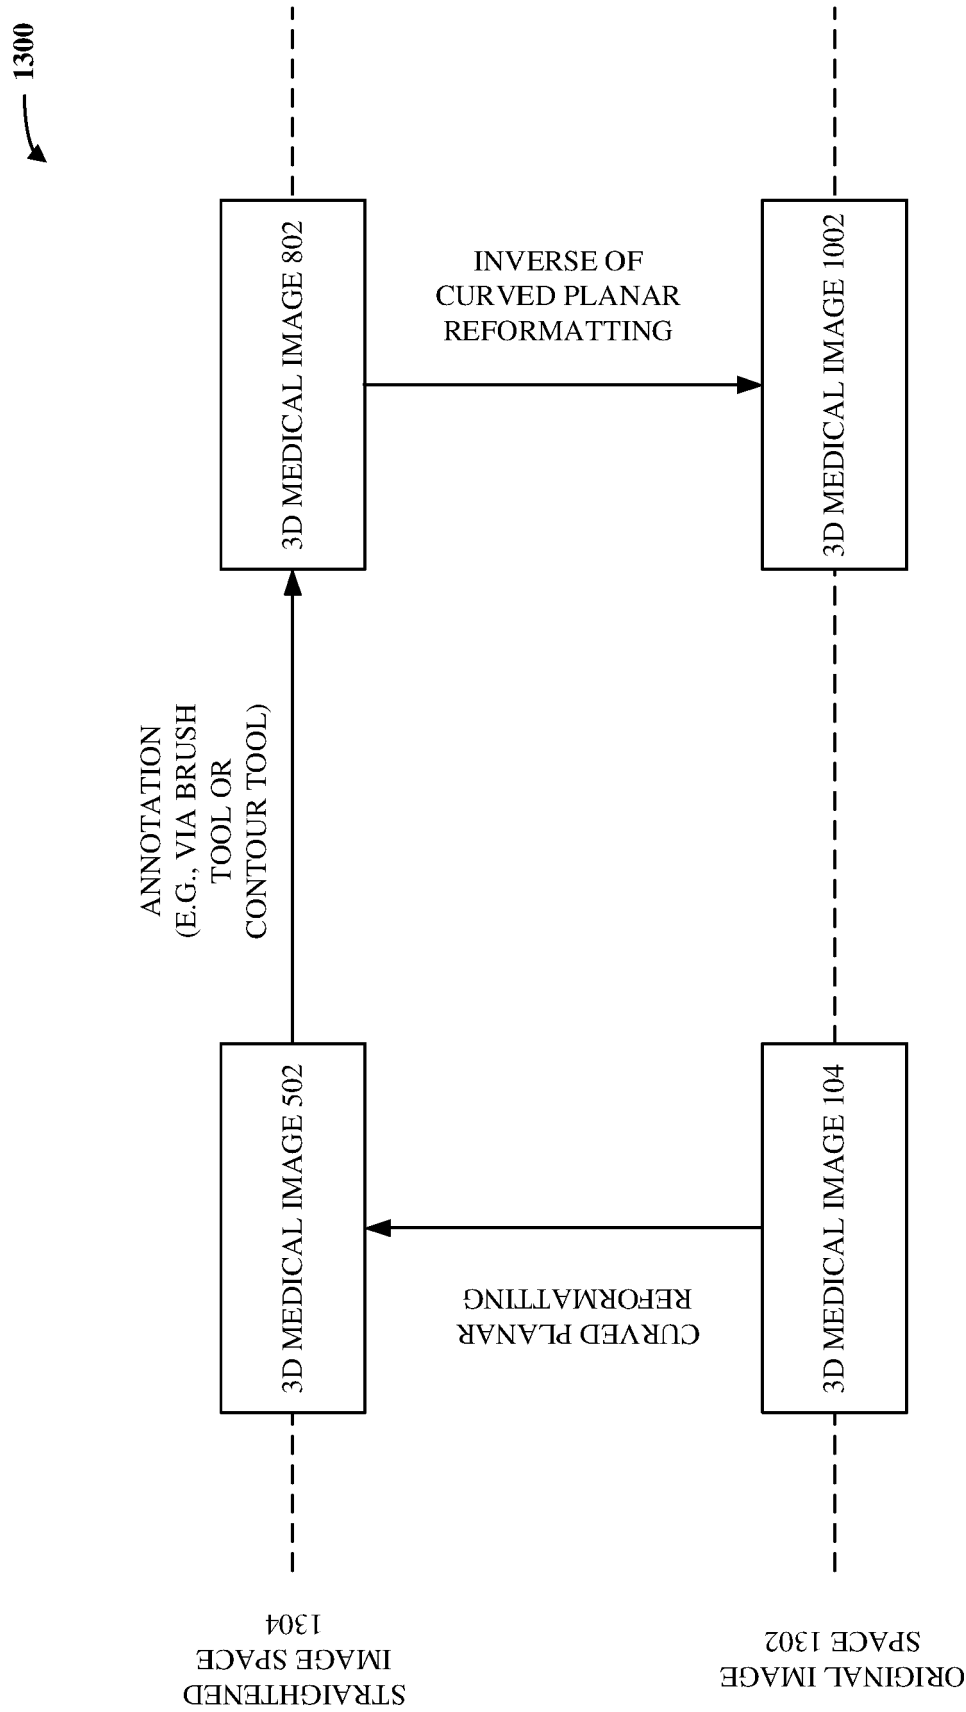 1300
STRAIGHTENED
IMAGE SPACE
1304
3D MEDICAL IMAGE 502
ANNOTATION
(E.G., VIA BRUSH
TOOL OR
CONTOUR TOOL)
3D MEDICAL IMAGE 802
CURVED PLANAR
REFORMATTING
INVERSE OF
CURVED PLANAR
REFORMATTING
ORIGINAL IMAGE
SPACE 1302
3D MEDICAL IMAGE 104
3D MEDICAL IMAGE 1002